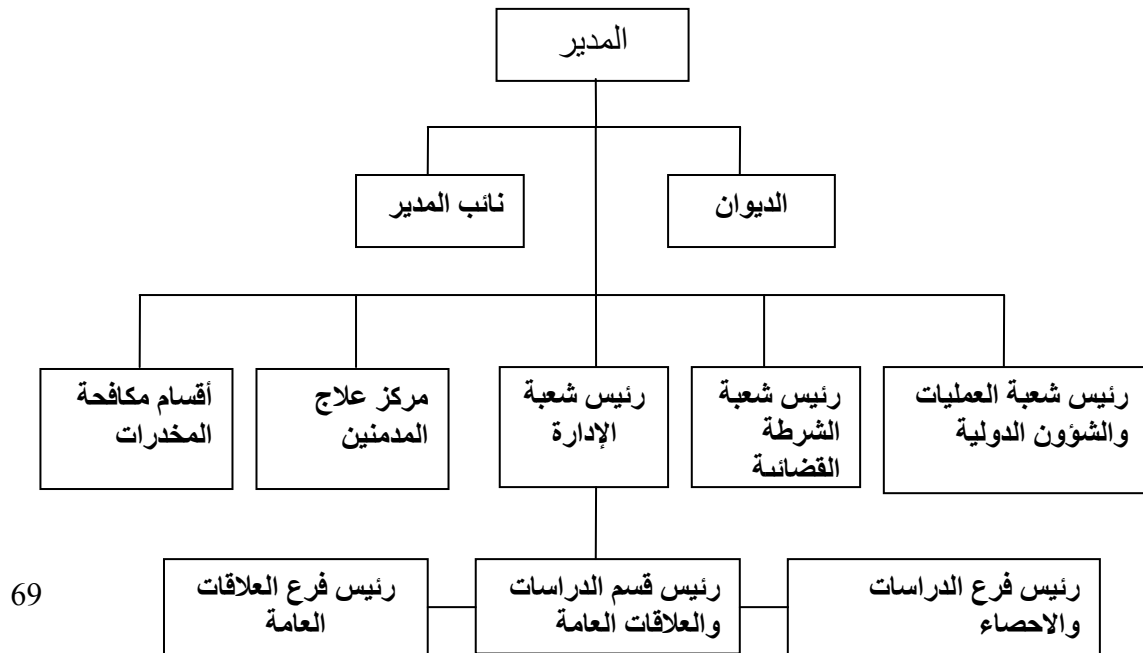 المدير
الديوان
نائب المدير
رئيس شعبة العمليات
والشؤون الدولية
رئيس شعبة
الشرطة
القضائية
رئيس شعبة
الإدارة
مركز علاج
المدمنين
أقسام مكافحة
المخدرات
رئيس فرع الدراسات
والاحصاء
رئيس قسم الدراسات
والعلاقات العامة
رئيس فرع العلاقات
العامة
69